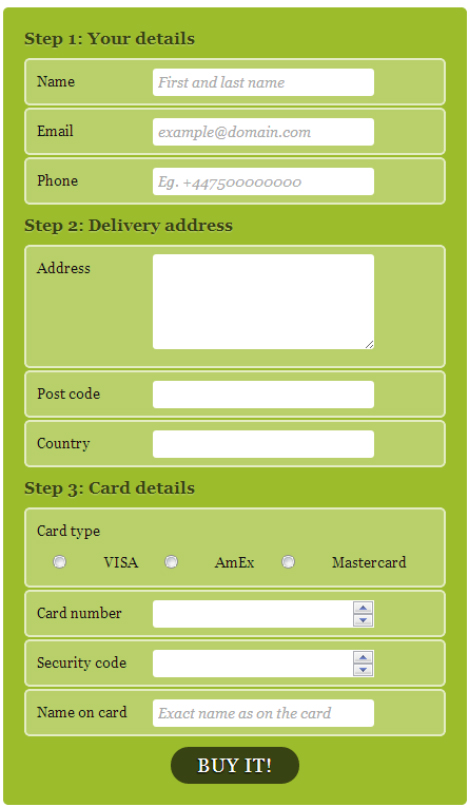 Step 1: Your details
Name First and last name
Email example@domain.com
Phone Eg. +447500000000
Step 2: Delivery address
Address
Post code
Country
Step 3: Card details
Card type
VISA AmEx Mastercard
Card number
Security code
Name on card Exact name as on the card
BUY IT!